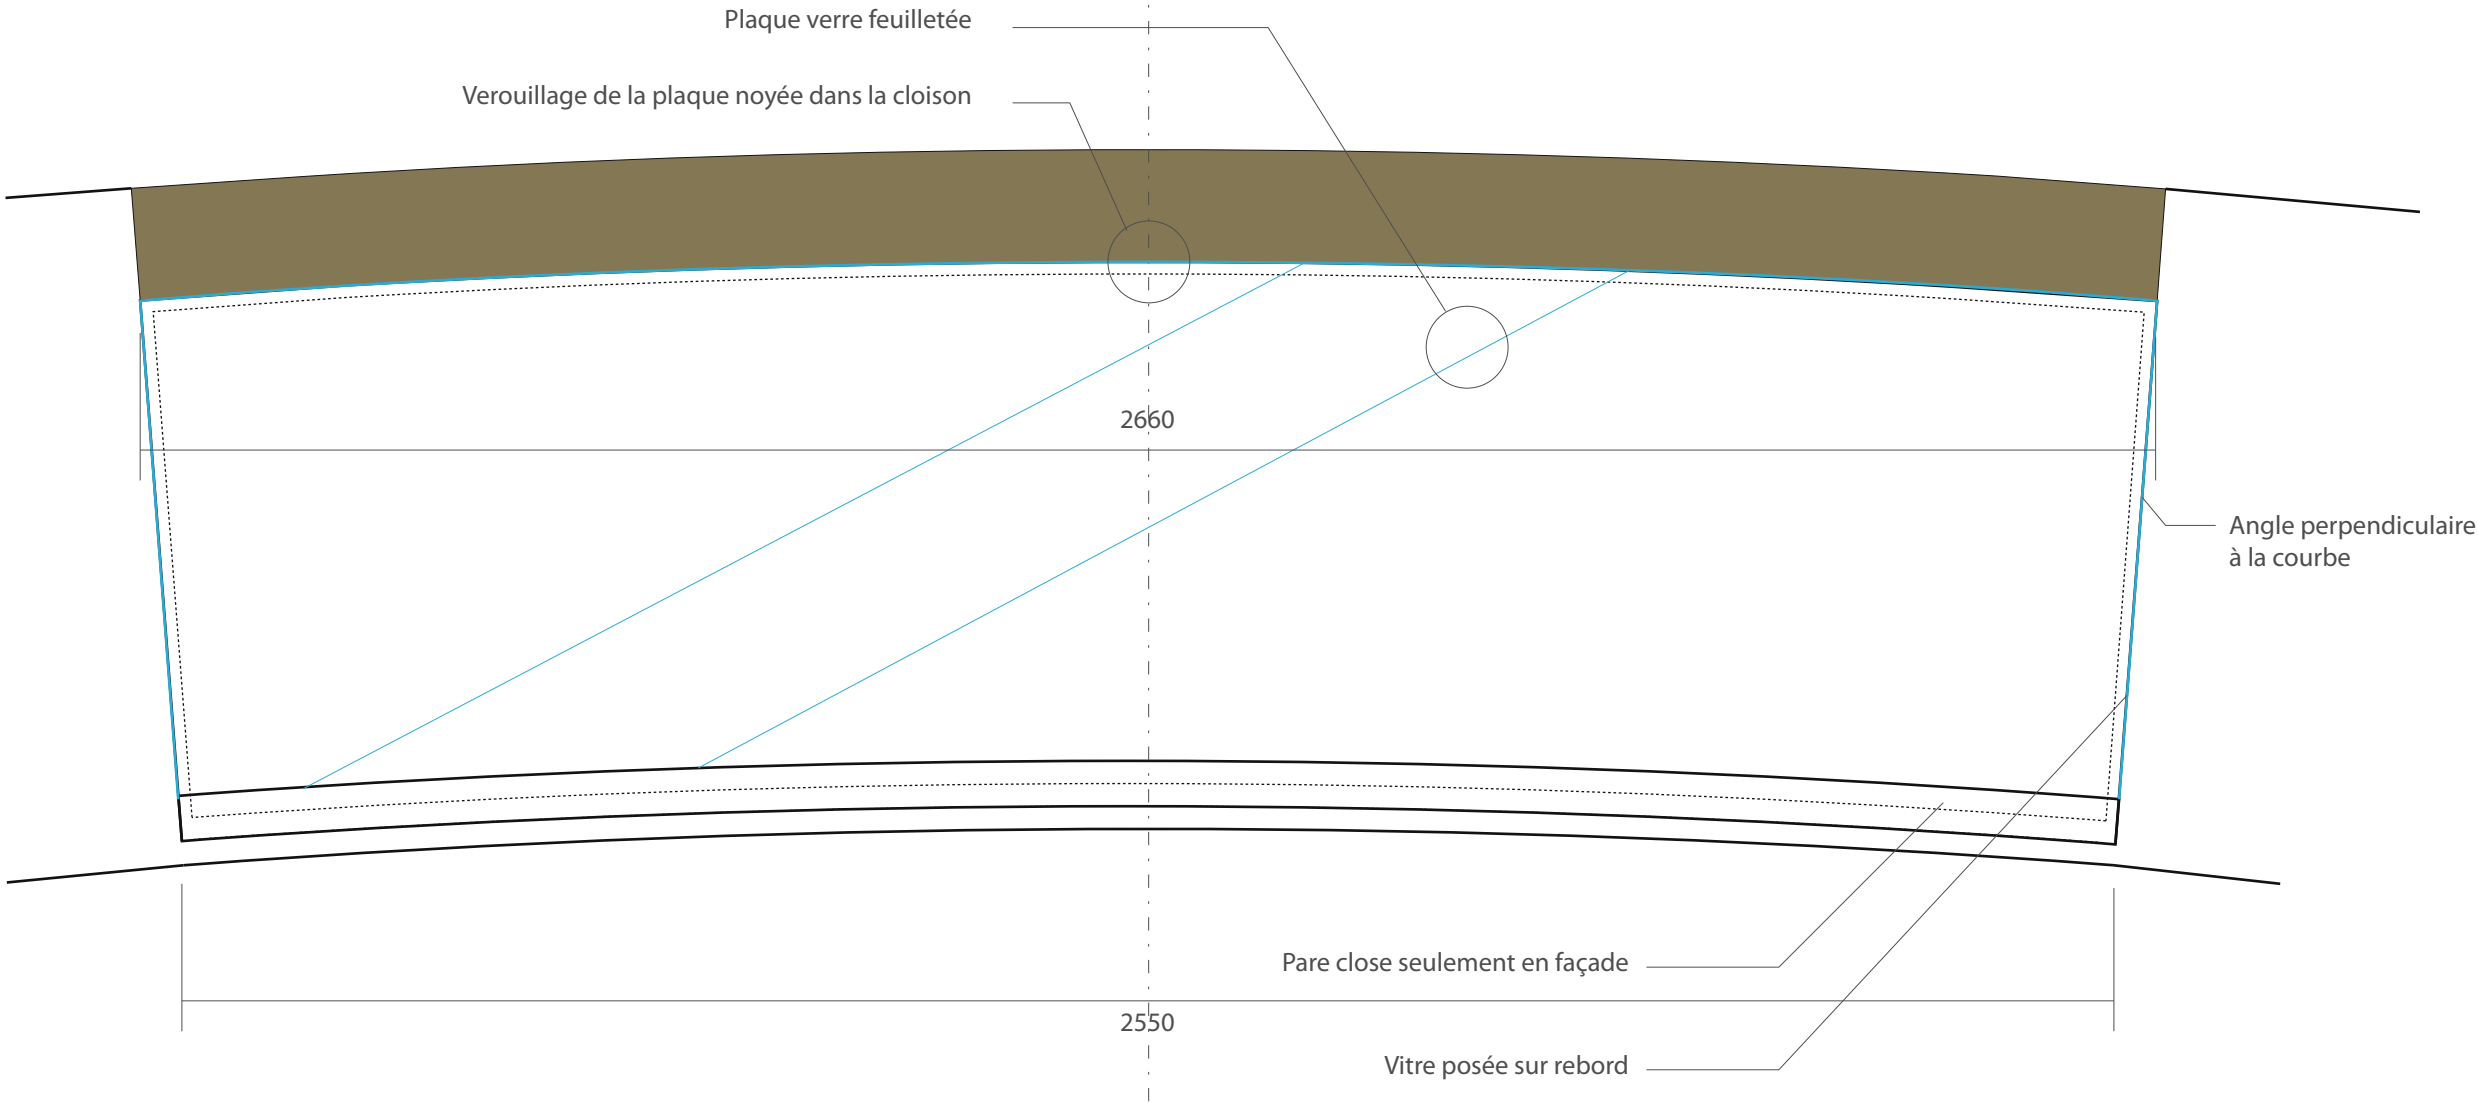 Plaque verre feuilletée
Verouillage de la plaque noyée dans la cloison
2660
Angle perpendiculaire
à la courbe
Pare close seulement en façade
2550
Vitre posée sur rebord